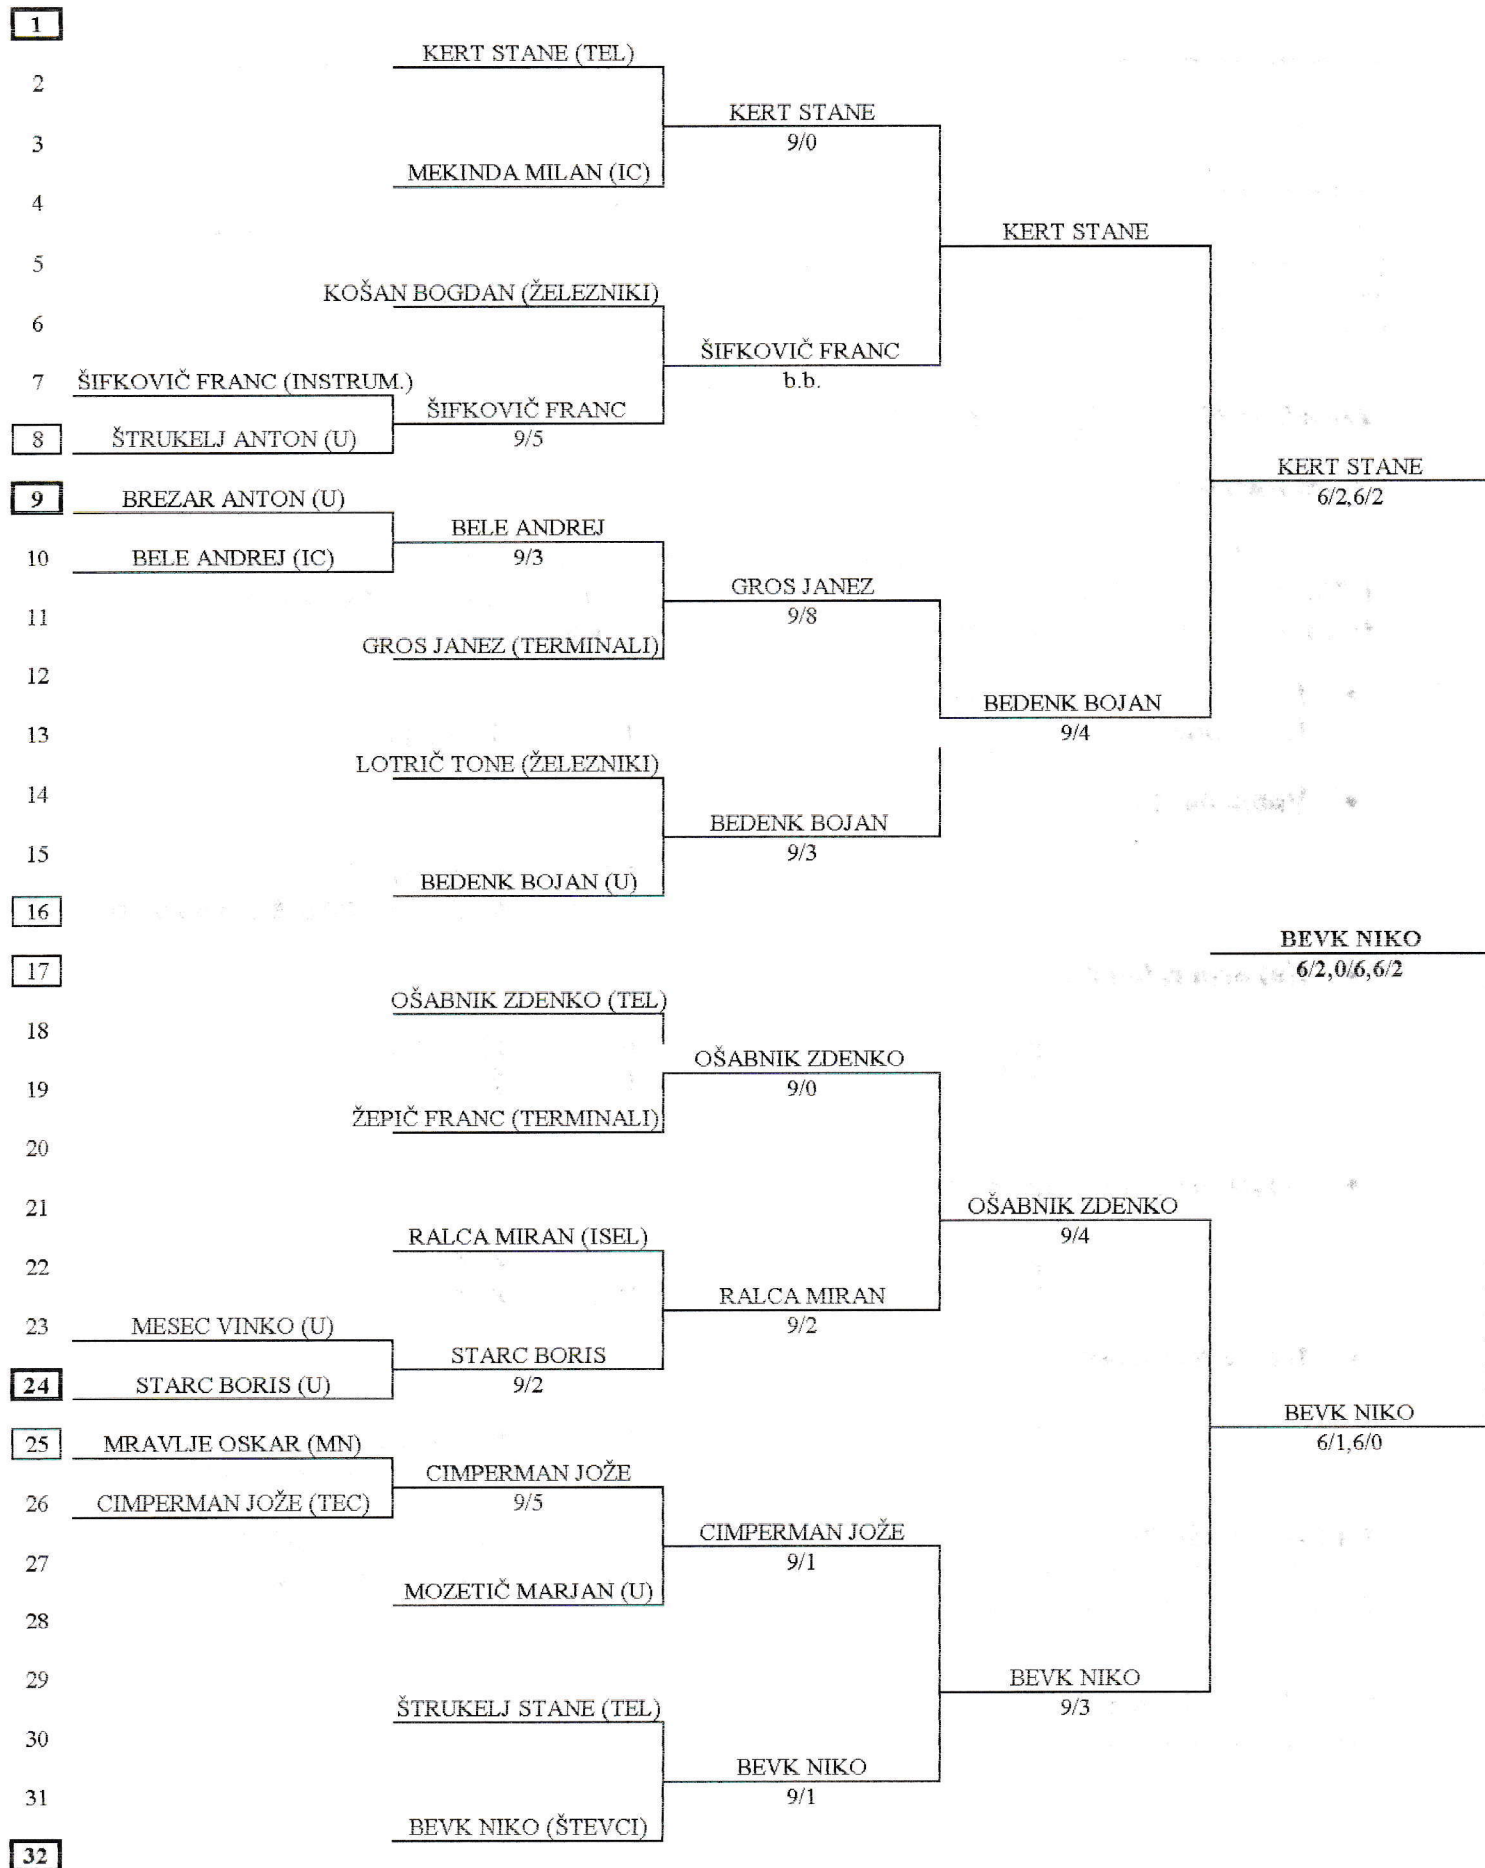 1
KERT STANE (TEL)
2
KERT STANE
3
9/0
MEKINDA MILAN (IC)
4
KERT STANE
5
KOŠAN BOGDAN (ŽELEZNIKI)
6
ŠIFKOVIČ FRANC
7 ŠIFKOVIČ FRANC (INSTRUM.)
b.b.
ŠIFKOVIČ FRANC
8 ŠTRUKELJ ANTON (U)
9/5
KERT STANE
9 BREZAR ANTON (U)
6/2,6/2
BELE ANDREJ
10 BELE ANDREJ (IC)
9/3
GROS JANEZ
11
9/8
GROS JANEZ (TERMINALI)
12
BEDENK BOJAN
13
9/4
LOTRIČ TONE (ŽELEZNIKI)
14
BEDENK BOJAN
15
9/3
BEDENK BOJAN (U)
16
BEVK NIKO
17
6/2,0/6,6/2
OŠABNIK ZDENKO (TEL)
18
OŠABNIK ZDENKO
19
9/0
ŽEPIČ FRANC (TERMINALI)
20
21
OŠABNIK ZDENKO
9/4
RALCA MIRAN (ISEL)
22
RALCA MIRAN
23 MESEC VINKO (U)
9/2
STARC BORIS
24 STARC BORIS (U)
9/2
BEVK NIKO
25 MRAVLJE OSKAR (MN)
6/1,6/0
CIMPERMAN JOŽE
26 CIMPERMAN JOŽE (TEC)
9/5
CIMPERMAN JOŽE
27
9/1
MOZETIČ MARJAN (U)
28
29
BEVK NIKO
9/3
ŠTRUKELJ STANE (TEL)
30
BEVK NIKO
31
9/1
BEVK NIKO (ŠTEVCI)
32